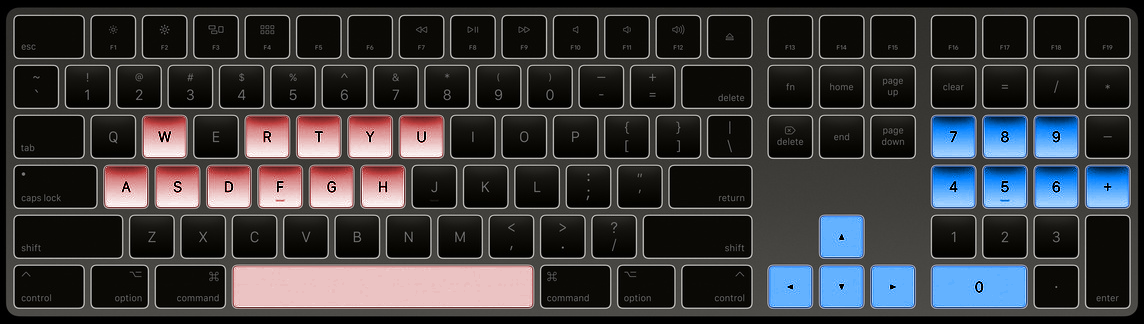 esc F1 F2 F3 F4 F5 F6 F7 F8 F9 F10 F11 F12 F13 F14 F15 F16 F17 F18 F19
~ ! @ # $ % ^ & * ( ) — +
` 1 2 3 4 5 6 7 8 9 0 - = delete fn home page up clear = / *
tab Q W E R T Y U I O P { [ } ] | \ delete end page down 7 8 9 —
caps lock A S D F G H J K L : ; " ' return 4 5 6 +
shift Z X C V B N M < , > . ? / shift 1 2 3
control option command command option control 0 . enter